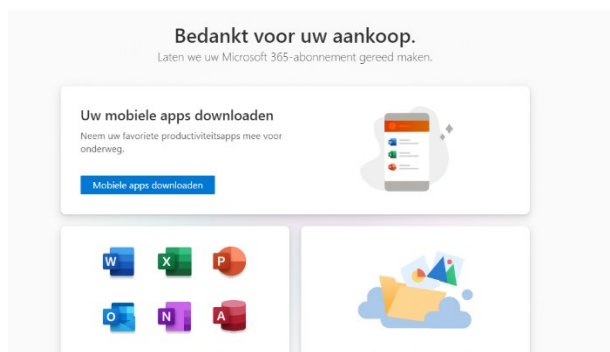 Bedankt voor uw aankoop.
Laten we uw Microsoft 365-abonnement gereed maken.
Uw mobiele apps downloaden
Neem uw favoriete productiviteitsapps mee voor
onderweg.
Mobiele apps downloaden
W X P
O N A